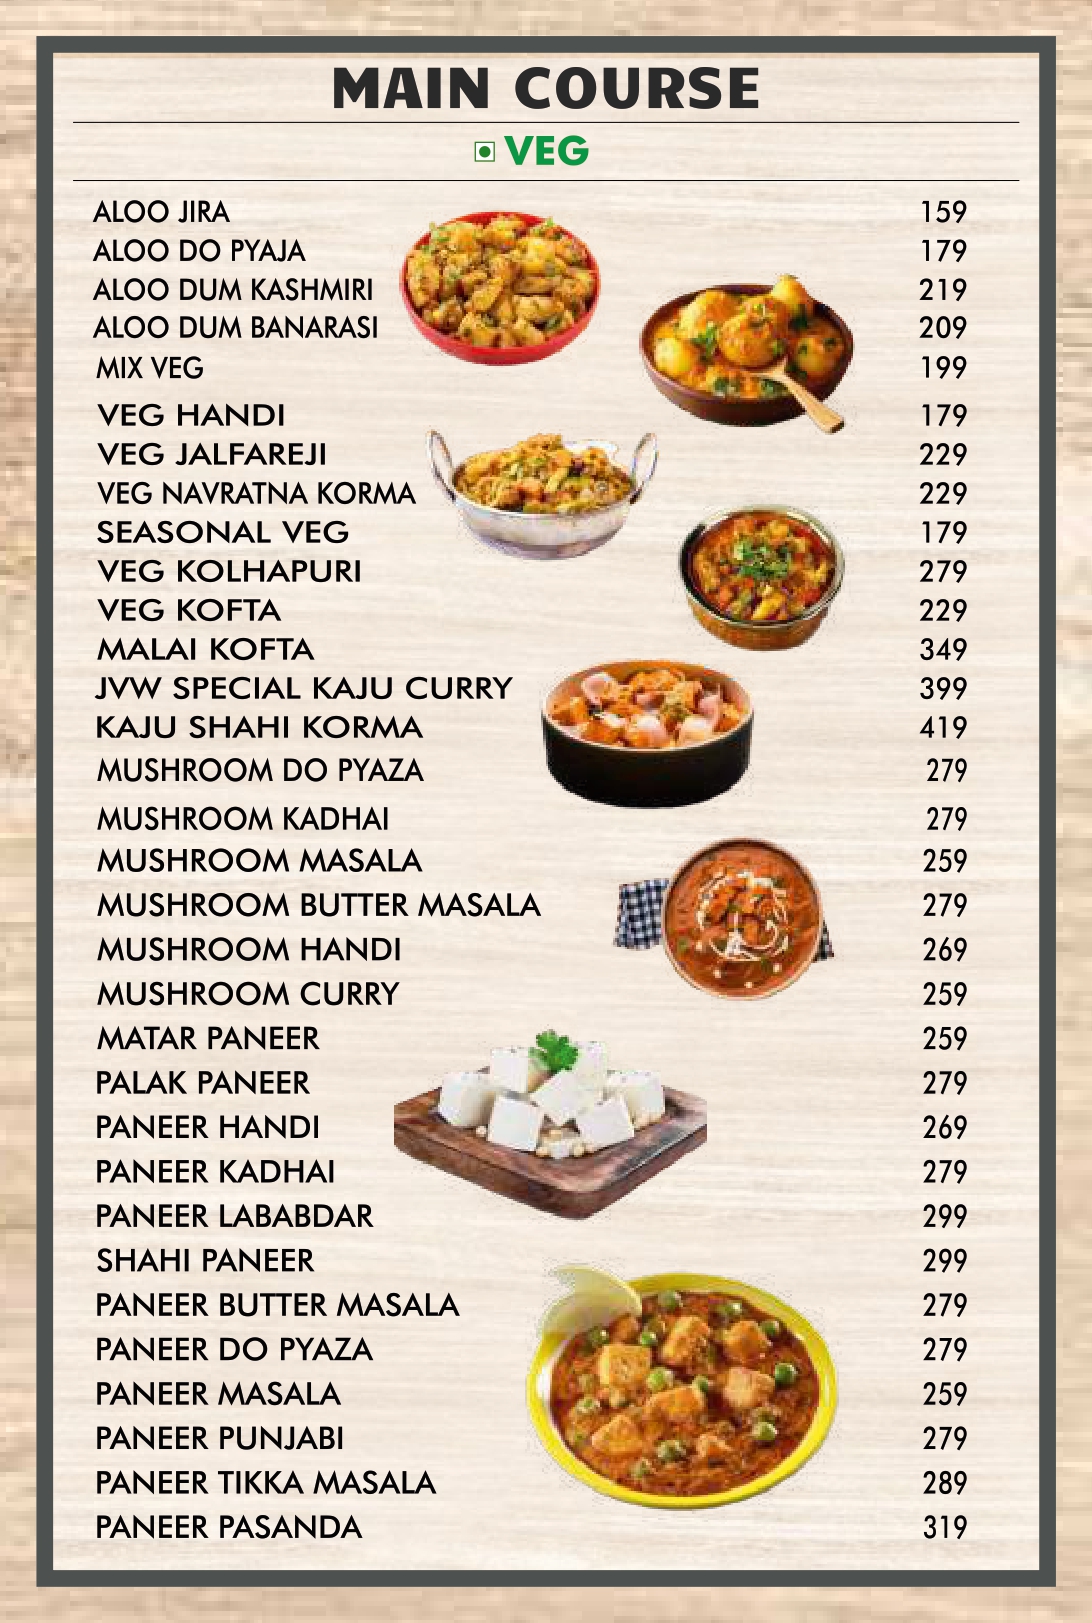 MAIN COURSE
VEG
ALOO JIRA 159
ALOO DO PYAJA 179
ALOO DUM KASHMIRI 219
ALOO DUM BANARASI 209
MIX VEG 199
VEG HANDI 179
VEG JALFAREJI 229
VEG NAVRATNA KORMA 229
SEASONAL VEG 179
VEG KOLHAPURI 279
VEG KOFTA 229
MALAI KOFTA 349
JVW SPECIAL KAJU CURRY 399
KAJU SHAHI KORMA 419
MUSHROOM DO PYAZA 279
MUSHROOM KADHAI 279
MUSHROOM MASALA 259
MUSHROOM BUTTER MASALA 279
MUSHROOM HANDI 269
MUSHROOM CURRY 259
MATAR PANEER 259
PALAK PANEER 279
PANEER HANDI 269
PANEER KADHAI 279
PANEER LABABDAR 299
SHAHI PANEER 299
PANEER BUTTER MASALA 279
PANEER DO PYAZA 279
PANEER MASALA 259
PANEER PUNJABI 279
PANEER TIKKA MASALA 289
PANEER PASANDA 319